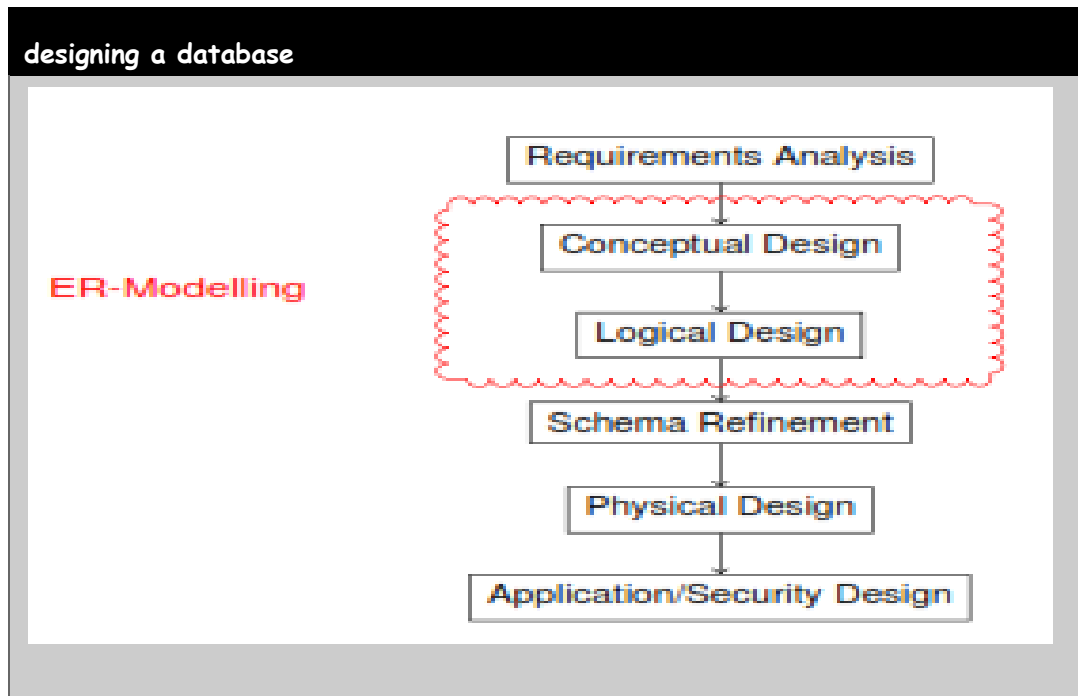 designing a database
Requirements Analysis
Conceptual Design
ER-Modelling
Logical Design
Schema Refinement
Physical Design
Application/Security Design